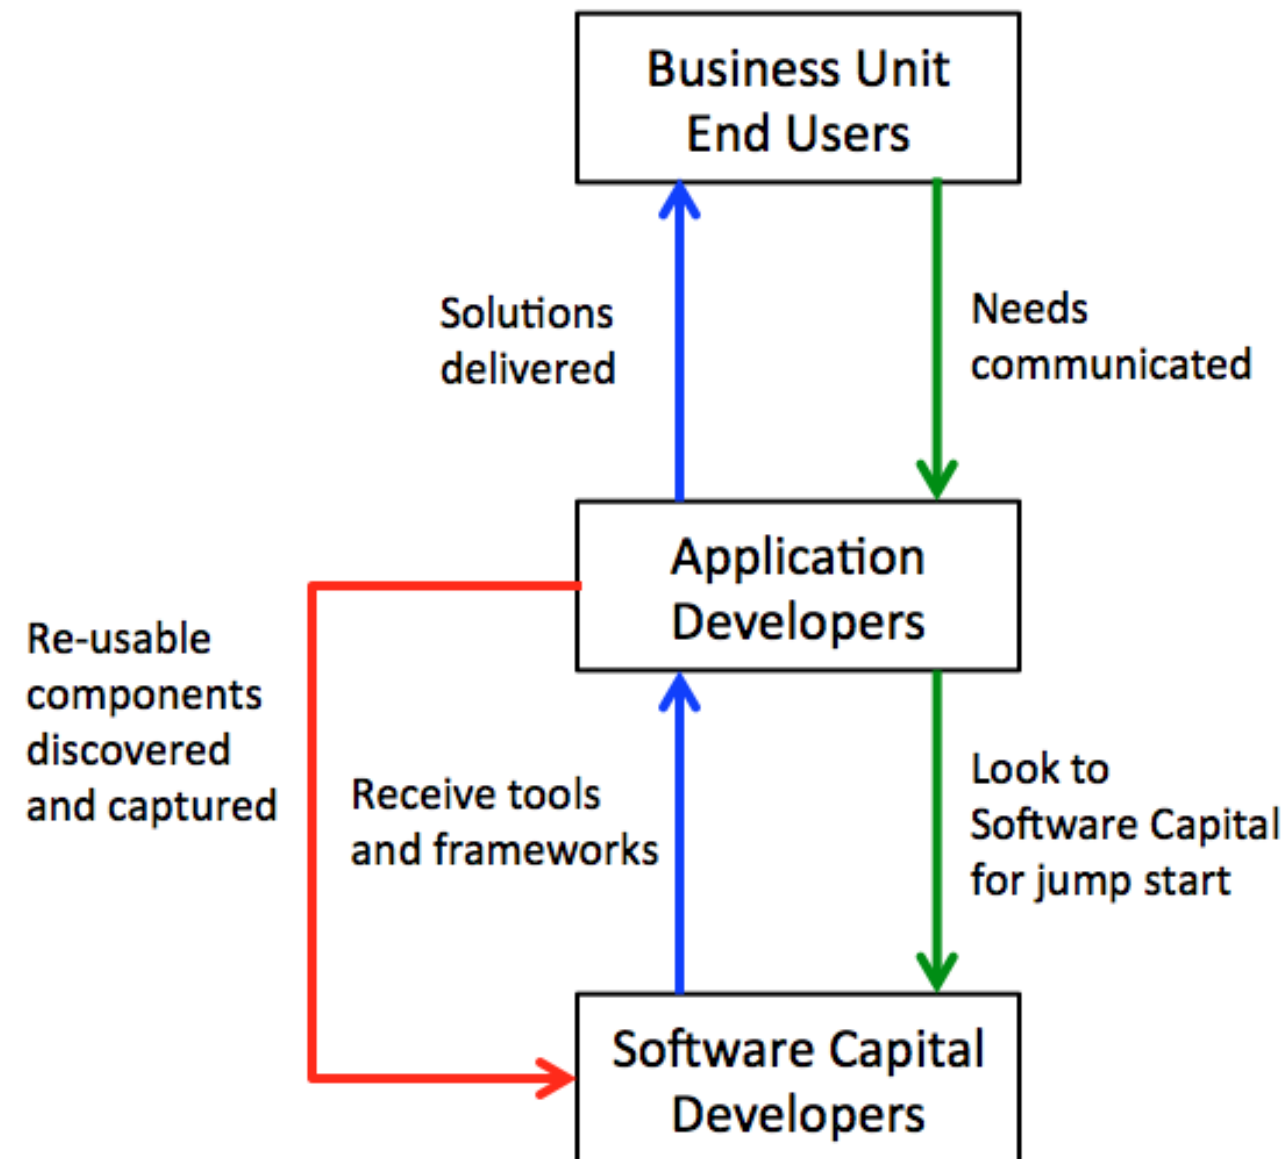 Business Unit
End Users
Solutions
delivered
Needs
communicated
Application
Developers
Re-usable
components
discovered
and captured
Receive tools
and frameworks
Look to
Software Capital
for jump start
Software Capital
Developers